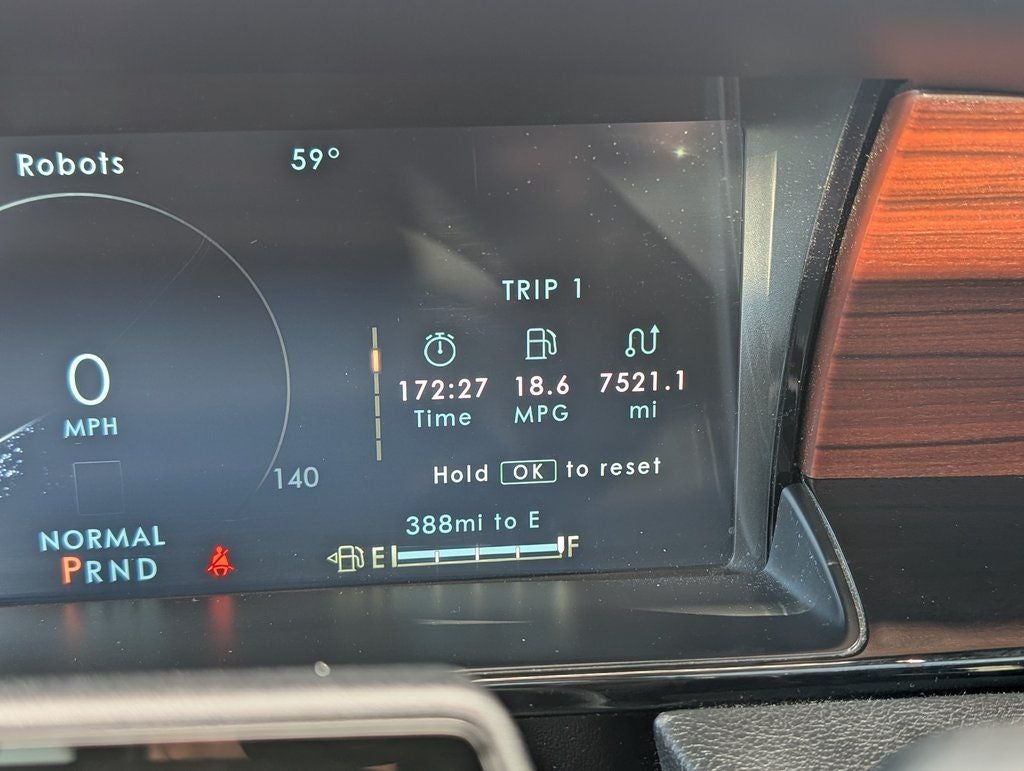 Robots 59°
TRIP 1
172:27 18.6 7521.1
Time MPG mi
0
MPH
140
Hold OK to reset
388mi to E
NORMAL
PRND
E F